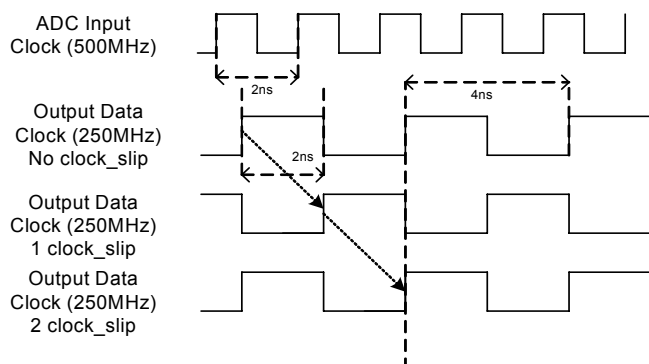 ADC Input
Clock (500MHz)
2ns
4ns
Output Data
Clock (250MHz)
No clock_slip
2ns
Output Data
Clock (250MHz)
1 clock_slip
Output Data
Clock (250MHz)
2 clock_slip